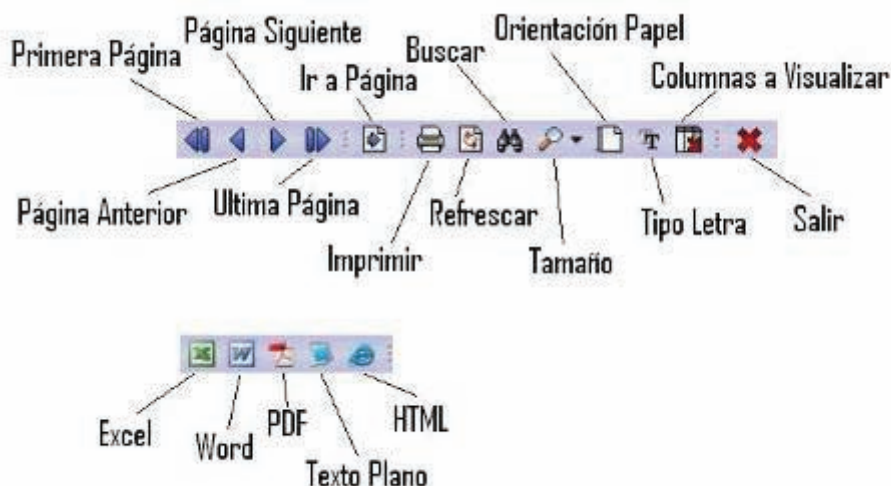 Orientación Papel
Página Siguiente
Buscar
Primera Página
Ir a Página
Columnas a Visualizar
Página Anterior
Ultima Página
Refrescar
Tipo Letra
Salir
Imprimir
Tamaño
Excel
Word
PDF
HTML
Texto Plano